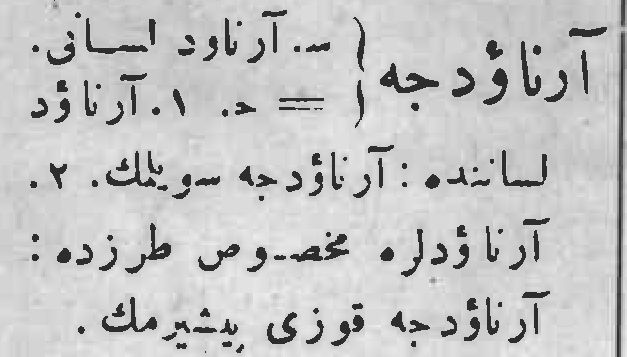 آرناؤدجه { س. آرناود لسانی.
= ح. ۱. آرناؤد
لساننده : آرناؤدجه سویلمك. ۲.
آرناؤدلره مخصوص طرزده :
آرناؤدجه قوزی پیشیرمك.